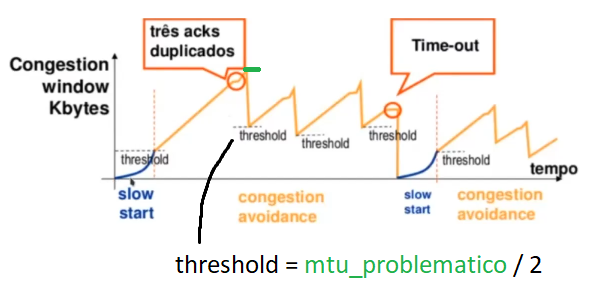 três acks
duplicados
Time-out
Congestion
window
Kbytes
threshold
threshold
threshold
threshold
threshold
tempo
slow
start
congestion
avoidance
slow
start
congestion
avoidance
threshold = mtu_problematico / 2